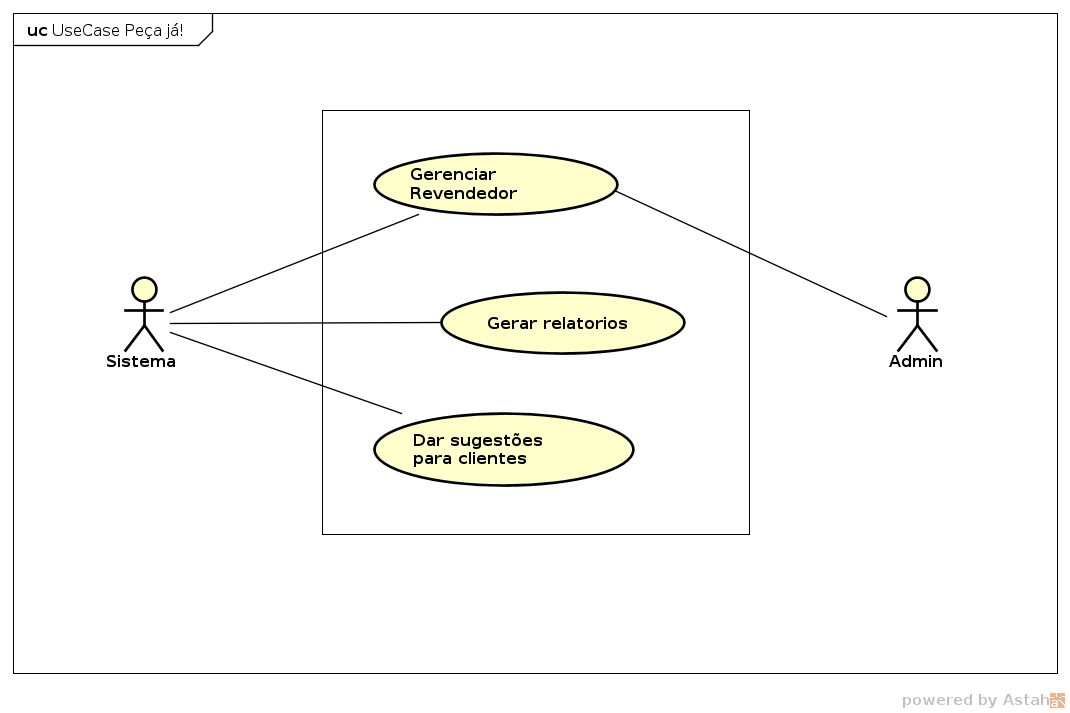 uc UseCase Peça já!
Gerenciar
Revendedor
Gerar relatorios
Sistema
Admin
Dar sugestões
para clientes
powered by Astah